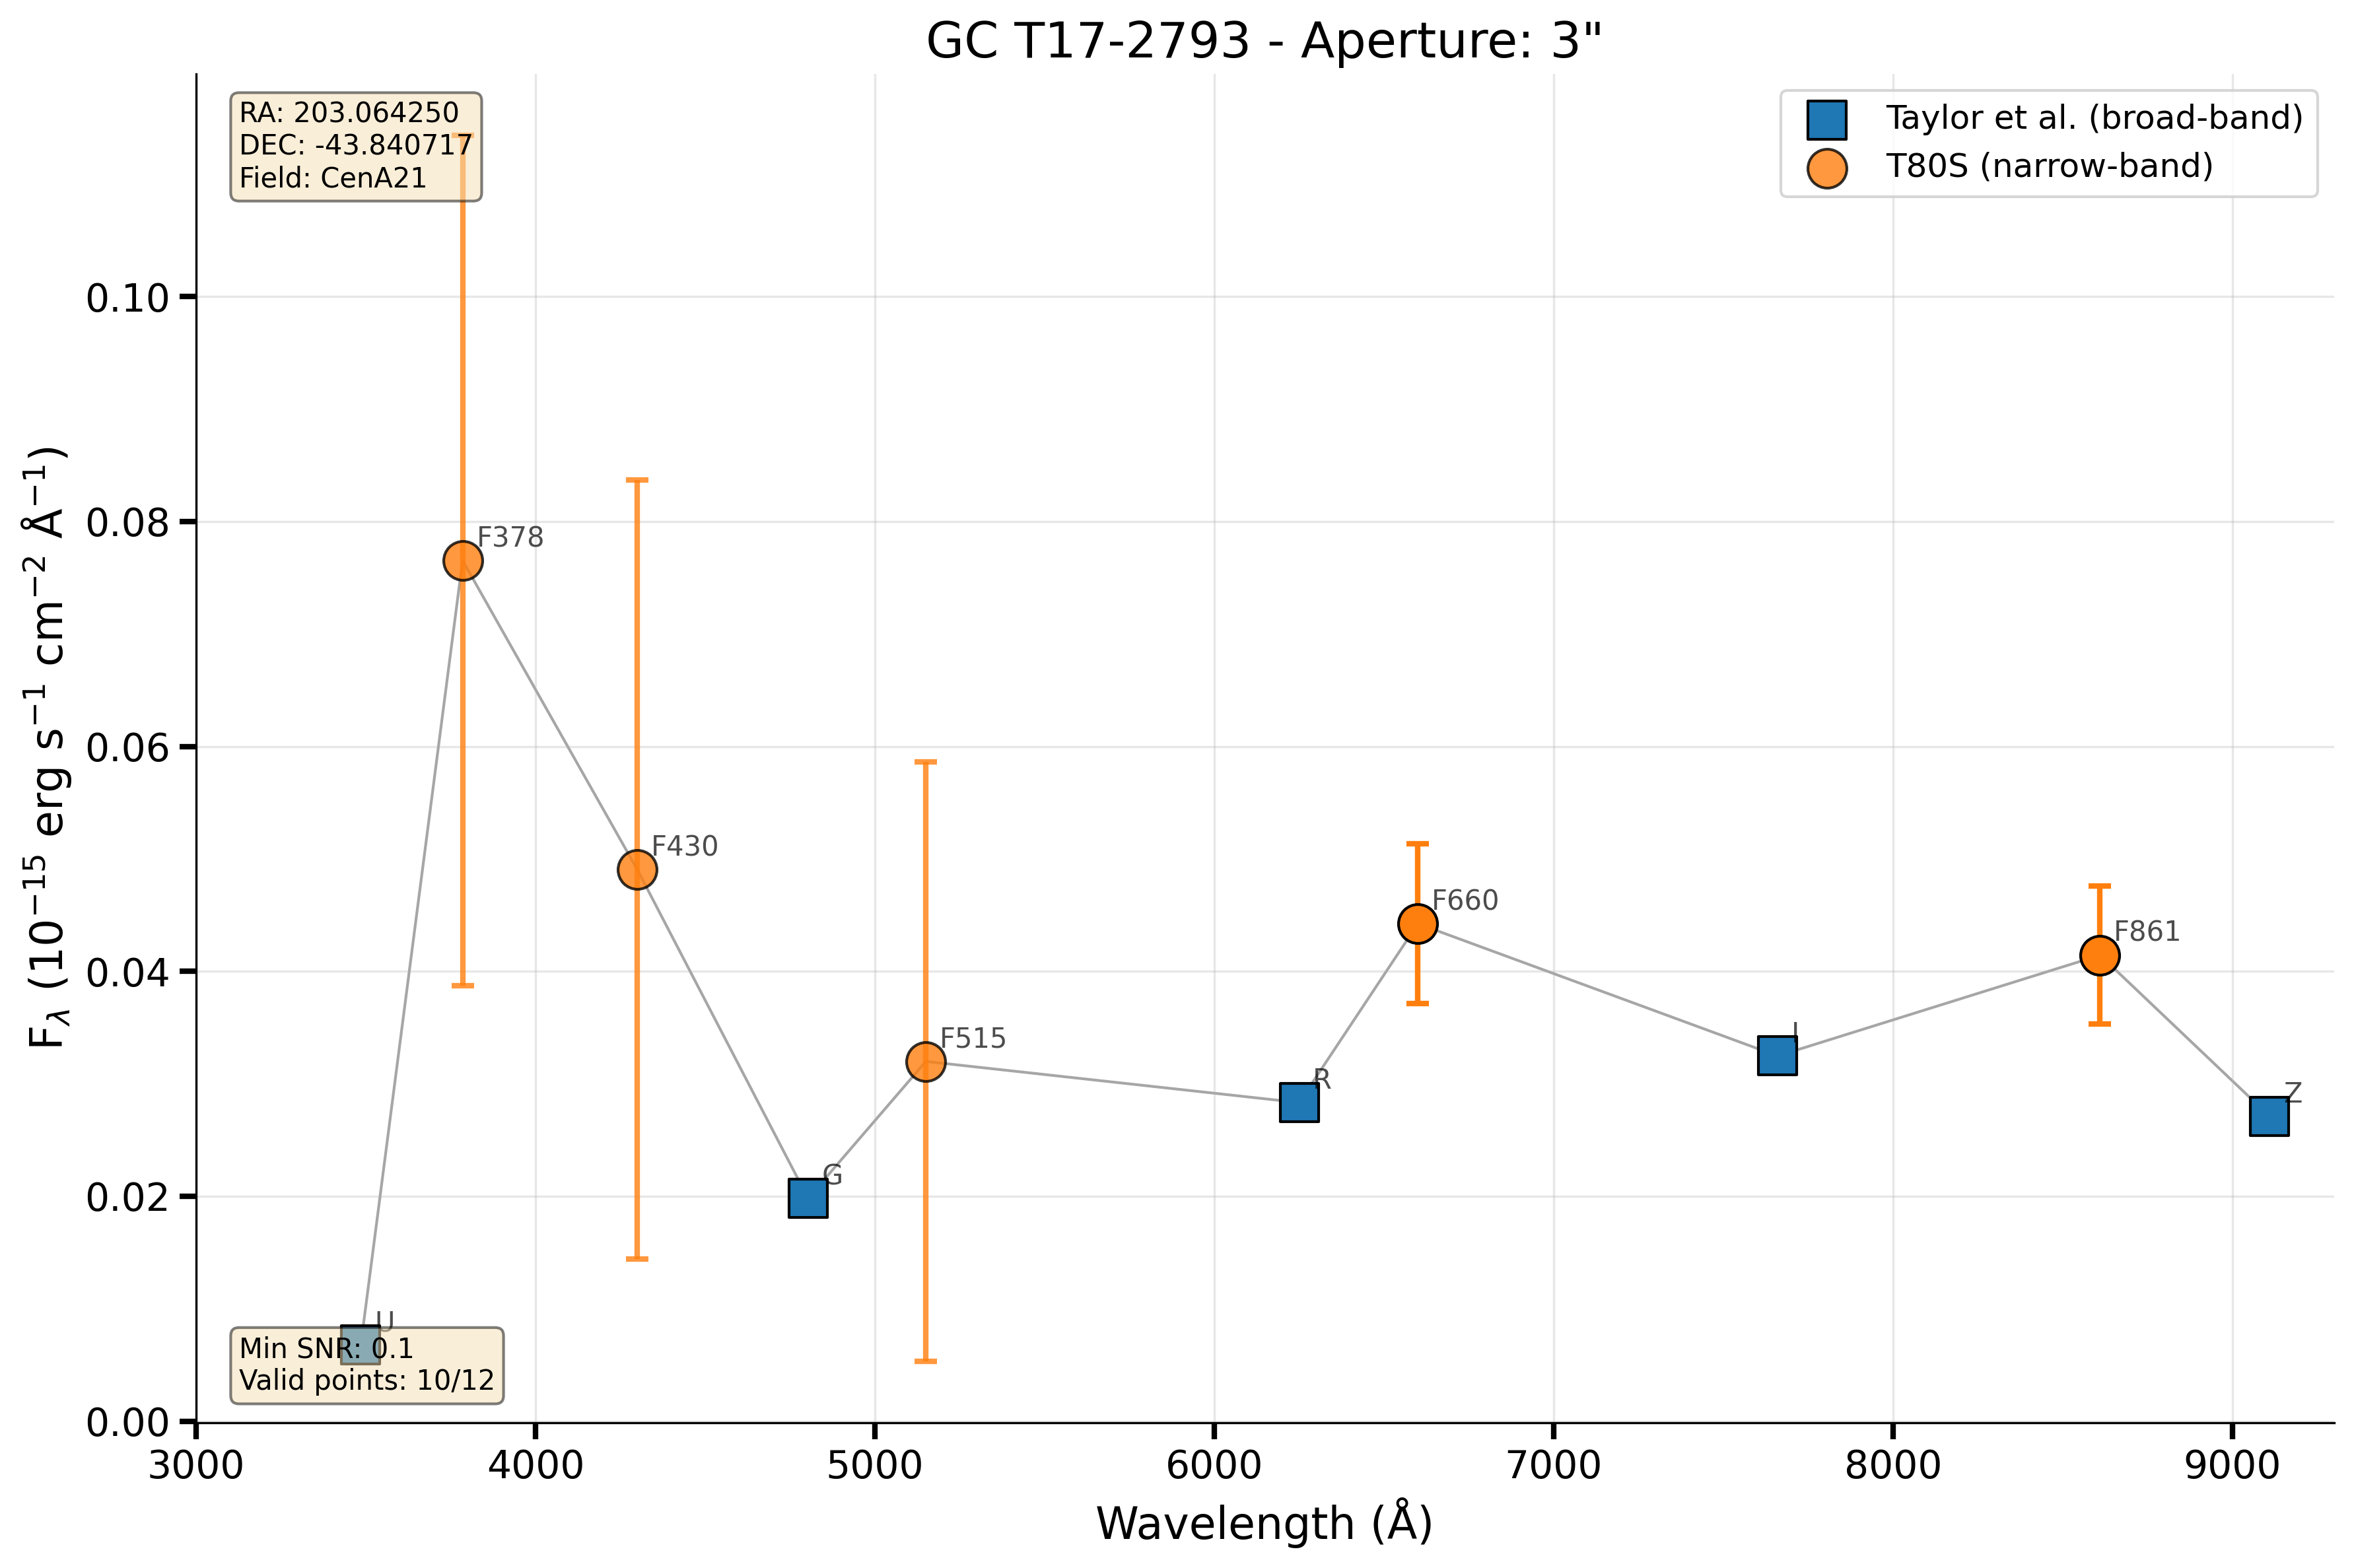 GC T17-2793 - Aperture: 3"
RA: 203.064250
DEC: -43.840717
Field: CenA21
Taylor et al. (broad-band)
T80S (narrow-band)
0.10
0.08
0.06
0.04
0.02
0.00
F_λ (10⁻¹⁵ erg s⁻¹ cm⁻² Å⁻¹)
F378
F430
F515
F660
F861
U
G
R
I
Z
Min SNR: 0.1
Valid points: 10/12
3000 4000 5000 6000 7000 8000 9000
Wavelength (Å)